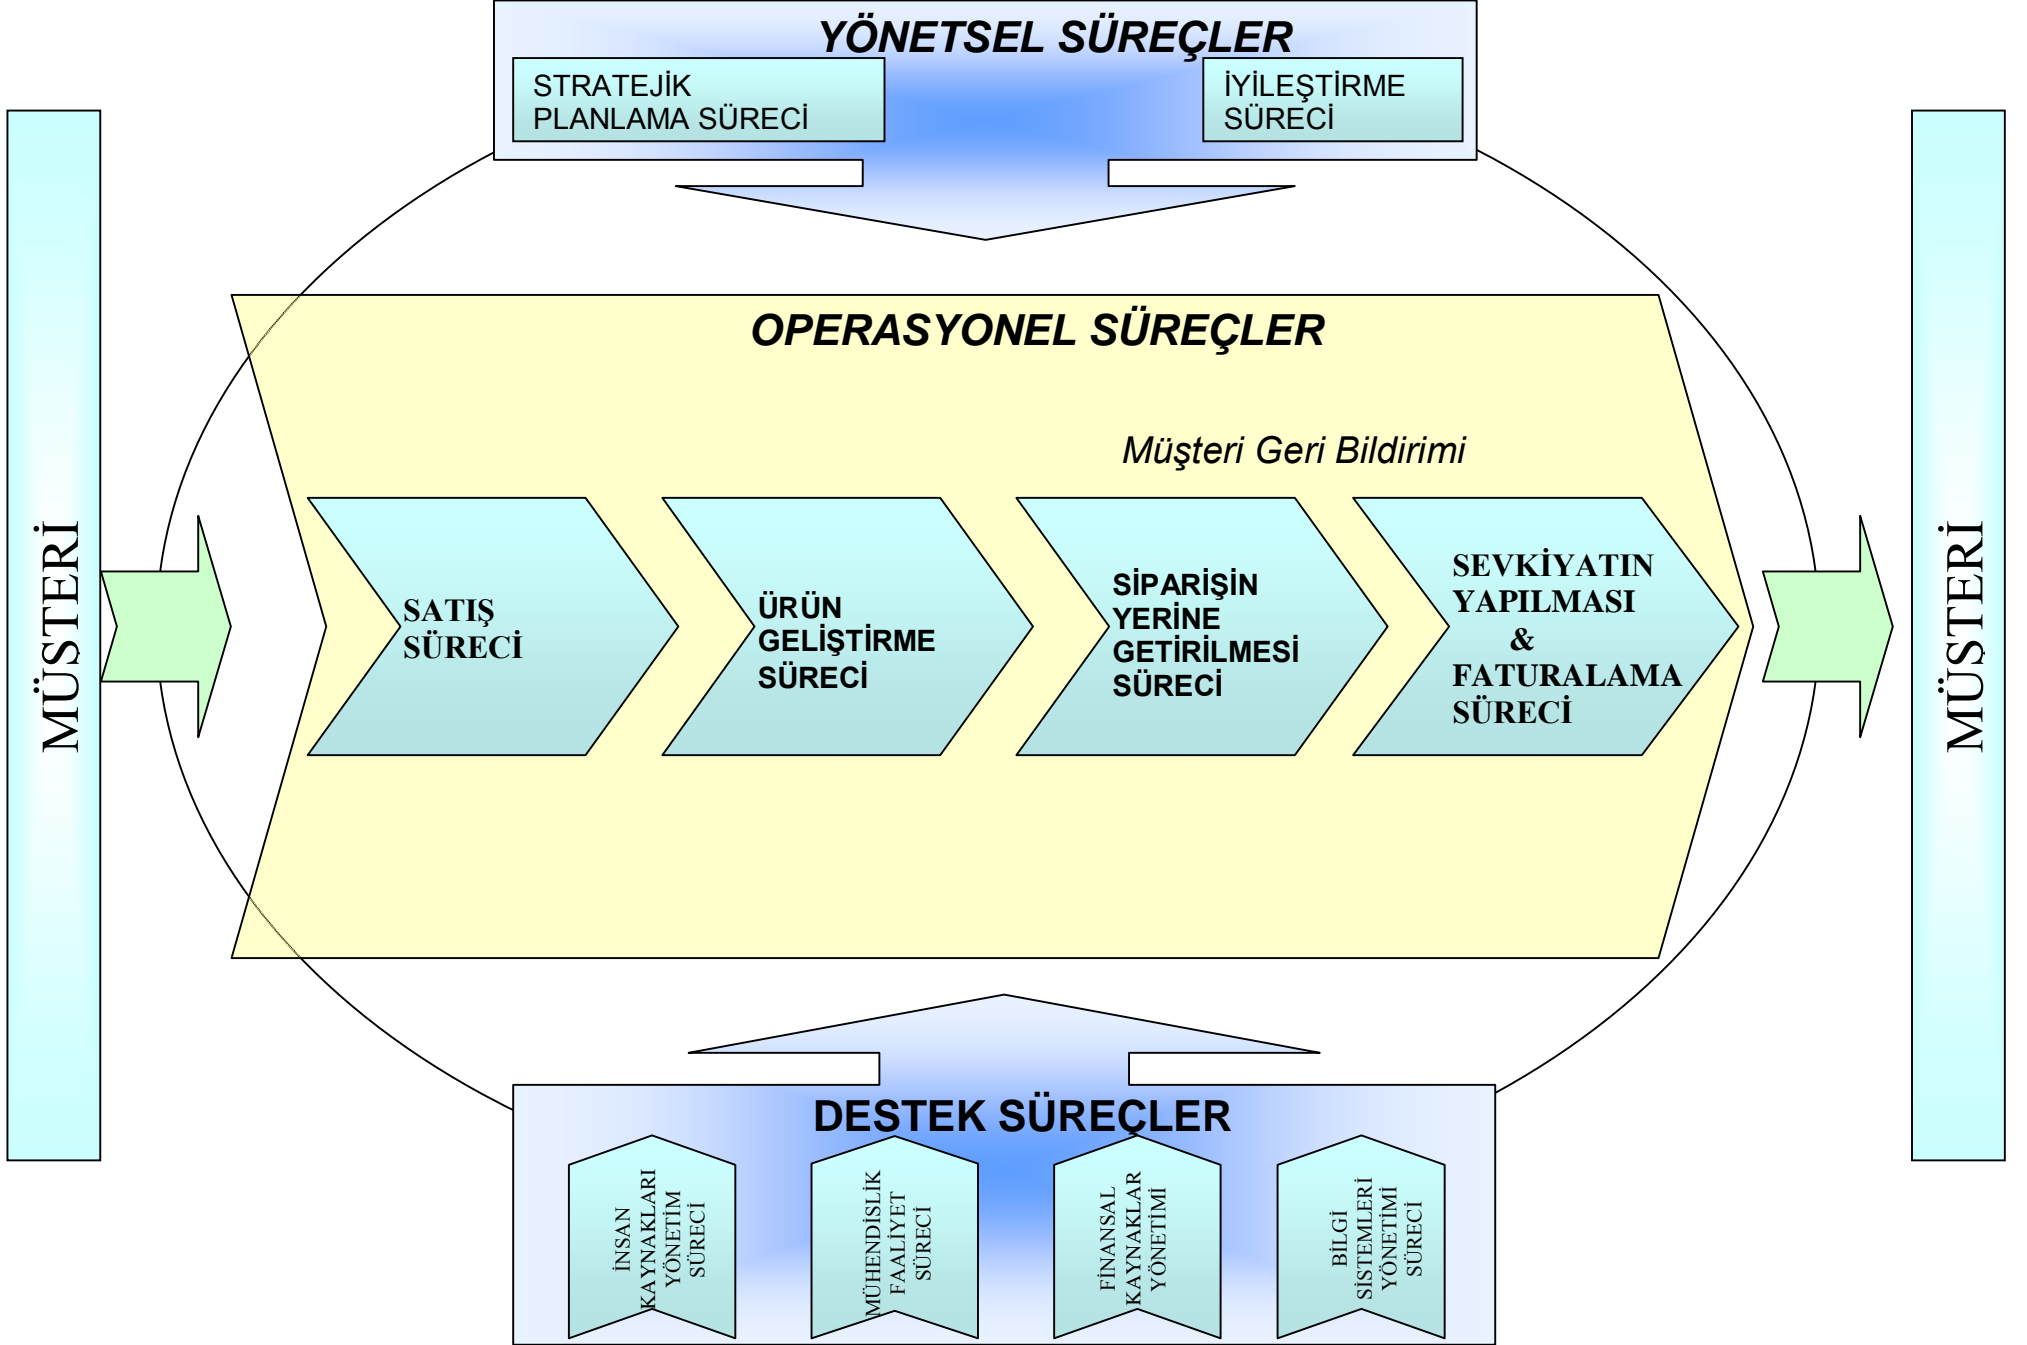 YÖNETSEL SÜREÇLER
STRATEJİK
PLANLAMA SÜRECİ
İYİLEŞTİRME
SÜRECİ
MÜŞTERİ
OPERASYONEL SÜREÇLER
Müşteri Geri Bildirimi
SATIŞ
SÜRECİ
ÜRÜN
GELİŞTİRME
SÜRECİ
SİPARİŞİN
YERİNE
GETİRİLMESİ
SÜRECİ
SEVKİYATIN
YAPILMASI
&
FATURALAMA
SÜRECİ
MÜŞTERİ
DESTEK SÜREÇLER
İNSAN
KAYNAKLARI
YÖNETİM
SÜRECİ
MÜHENDİSLİK
FAALİYET
SÜRECİ
FİNANSAL
KAYNAKLAR
YÖNETİMİ
BİLGİ
SİSTEMLERİ
YÖNETİMİ
SÜRECİ